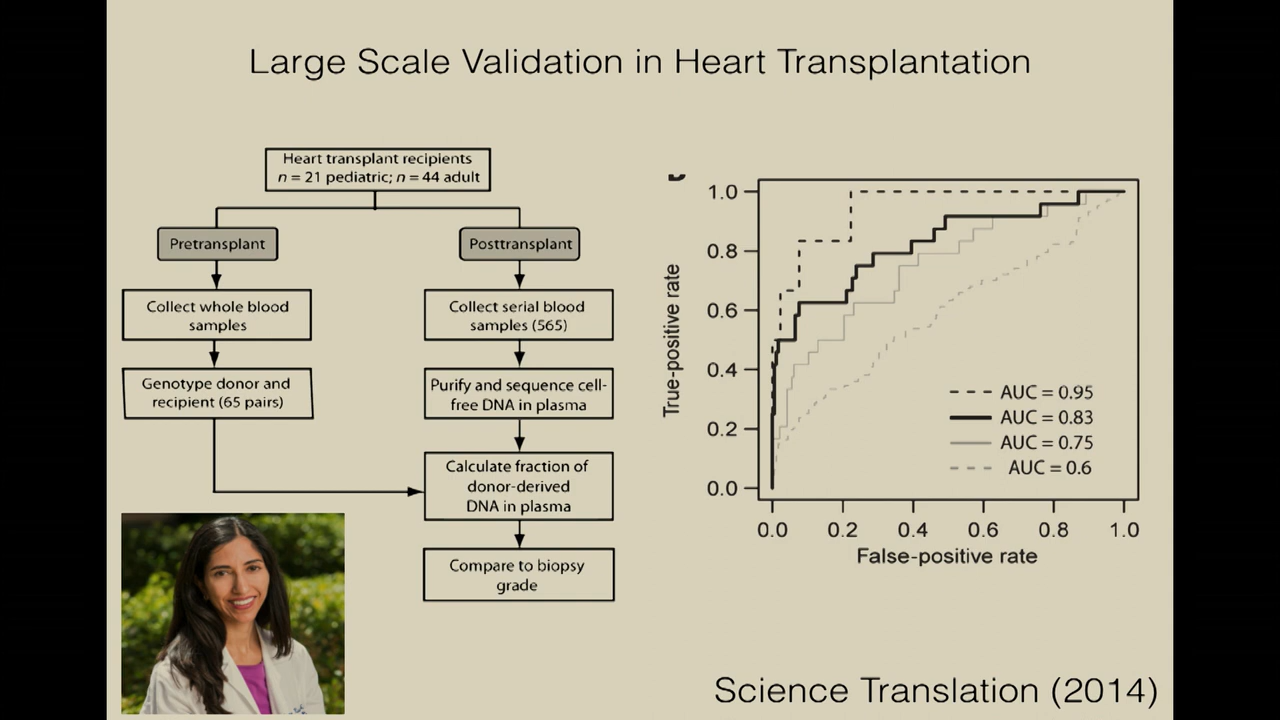 Large Scale Validation in Heart Transplantation
Heart transplant recipients
n = 21 pediatric; n = 44 adult
Pretransplant
Collect whole blood
samples
Genotype donor and
recipient (65 pairs)
Posttransplant
Collect serial blood
samples (565)
Purify and sequence cell-
free DNA in plasma
Calculate fraction of
donor-derived
DNA in plasma
Compare to biopsy
grade
True-positive rate
1.0
0.8
0.6
0.4
0.2
0.0
AUC = 0.95
AUC = 0.83
AUC = 0.75
AUC = 0.6
0.0 0.2 0.4 0.6 0.8 1.0
False-positive rate
Science Translation (2014)